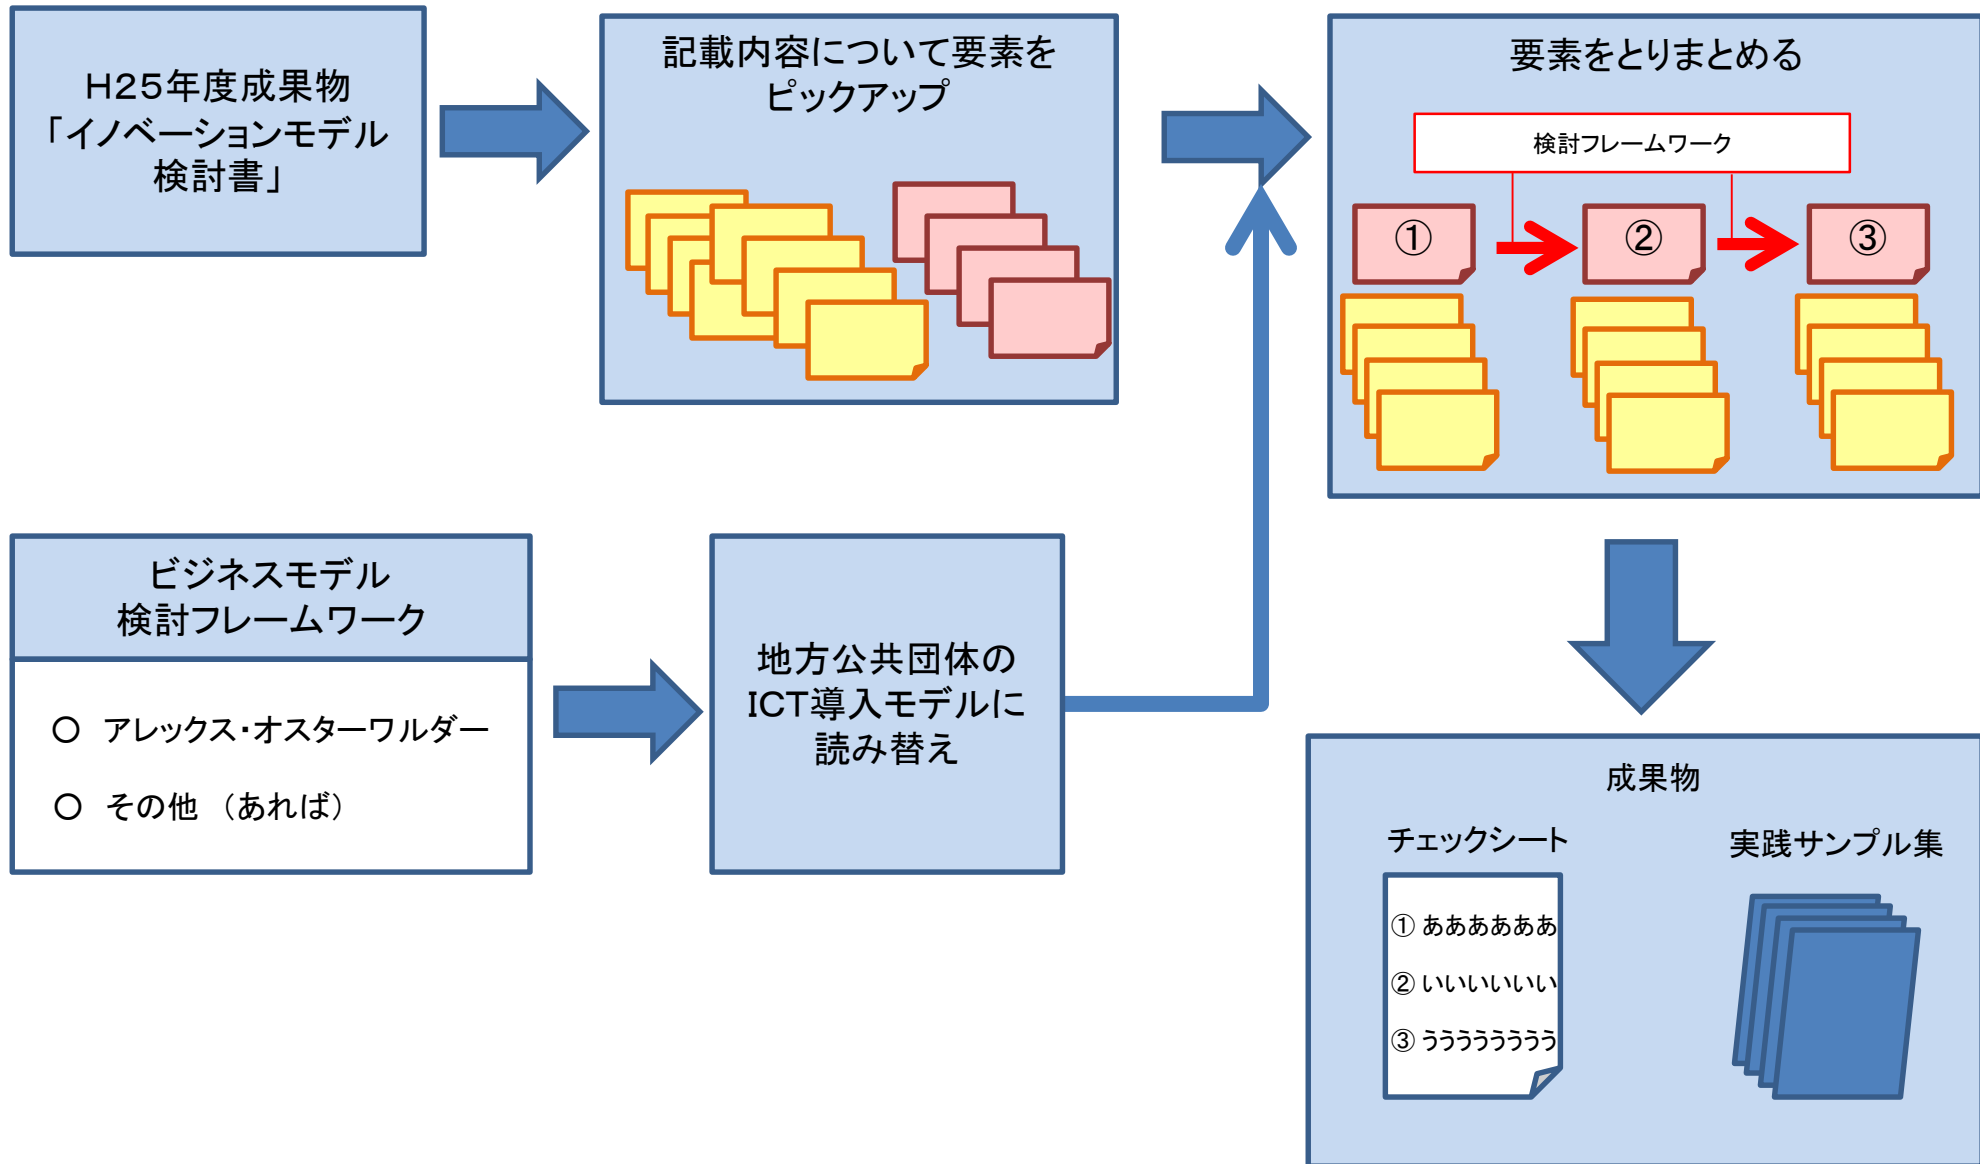 H25年度成果物
「イノベーションモデル
検討書」
記載内容について要素を
ピックアップ
要素をとりまとめる
検討フレームワーク
①
②
③
ビジネスモデル
検討フレームワーク
○ アレックス・オスターワルダー
○ その他 （あれば）
地方公共団体の
ICT導入モデルに
読み替え
成果物
チェックシート
① ああああああ
② いいいいいい
③ うううううううう
実践サンプル集